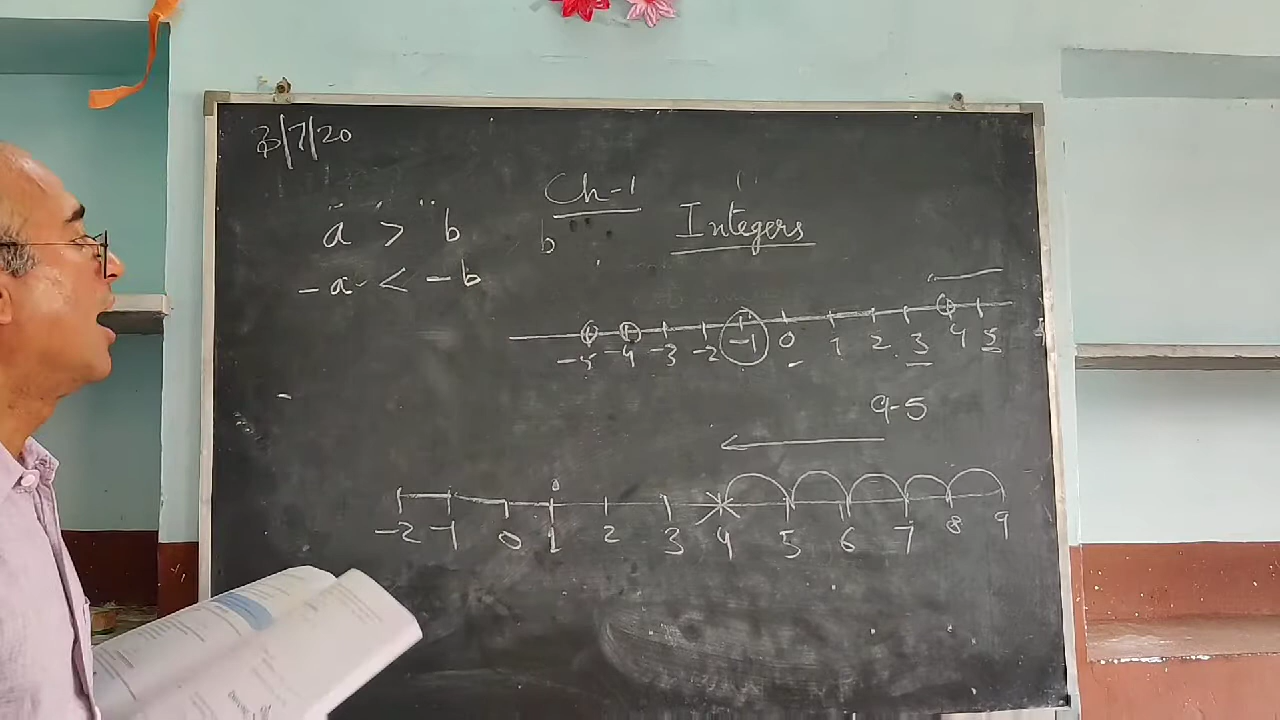 3/7/20
Ch-1
a > b
b
Integers
-a < -b
-5 -4 -3 -2 -1 0 1 2 3 4 5
9-5
-2 -1 0 1 2 3 4 5 6 7 8 9